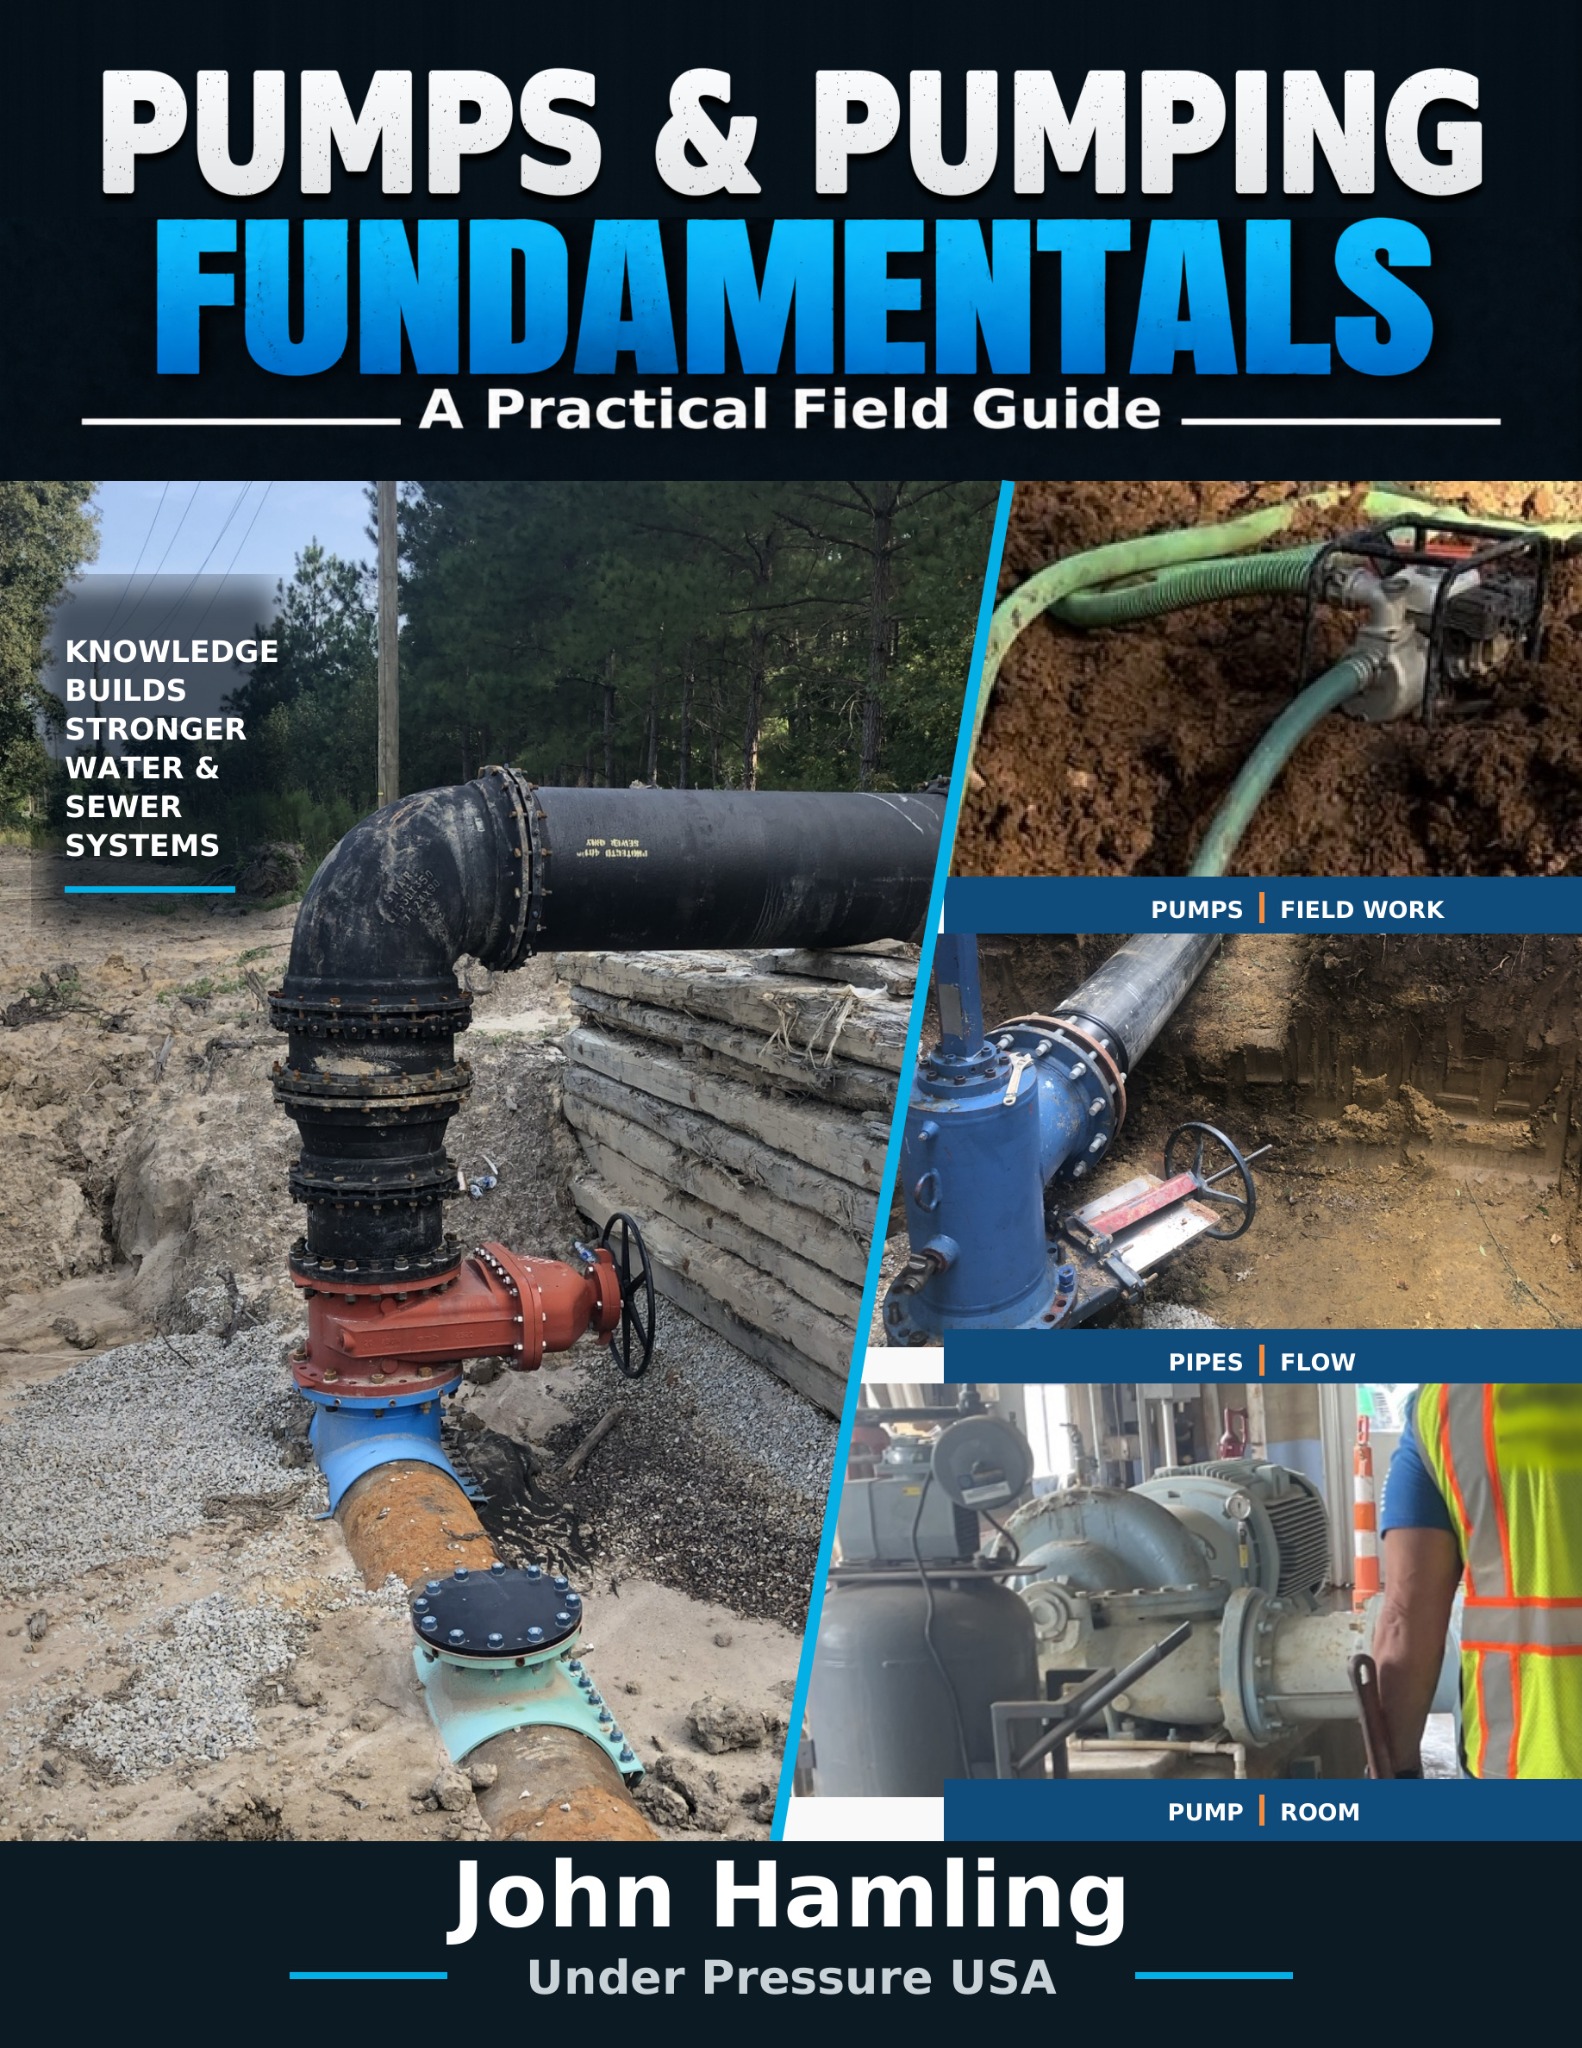 PUMPS & PUMPING
FUNDAMENTALS
A Practical Field Guide
KNOWLEDGE
BUILDS
STRONGER
WATER &
SEWER
SYSTEMS
PUMPS | FIELD WORK
PIPES | FLOW
PUMP | ROOM
John Hamling
Under Pressure USA